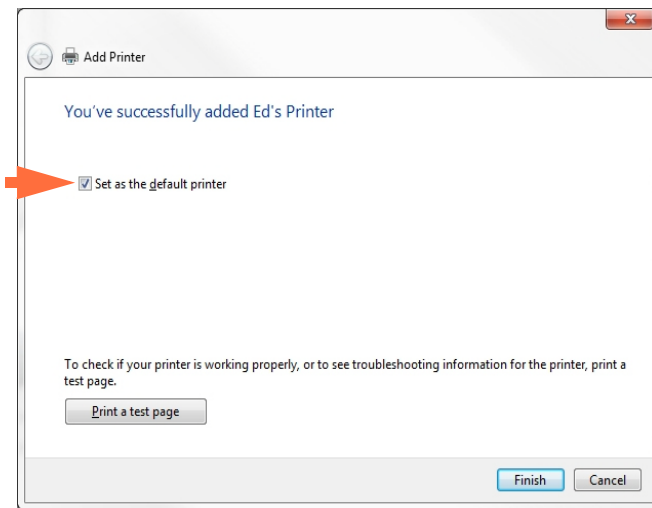 Add Printer
You've successfully added Ed's Printer
Set as the default printer
To check if your printer is working properly, or to see troubleshooting information for the printer, print a
test page.
Print a test page
Finish Cancel